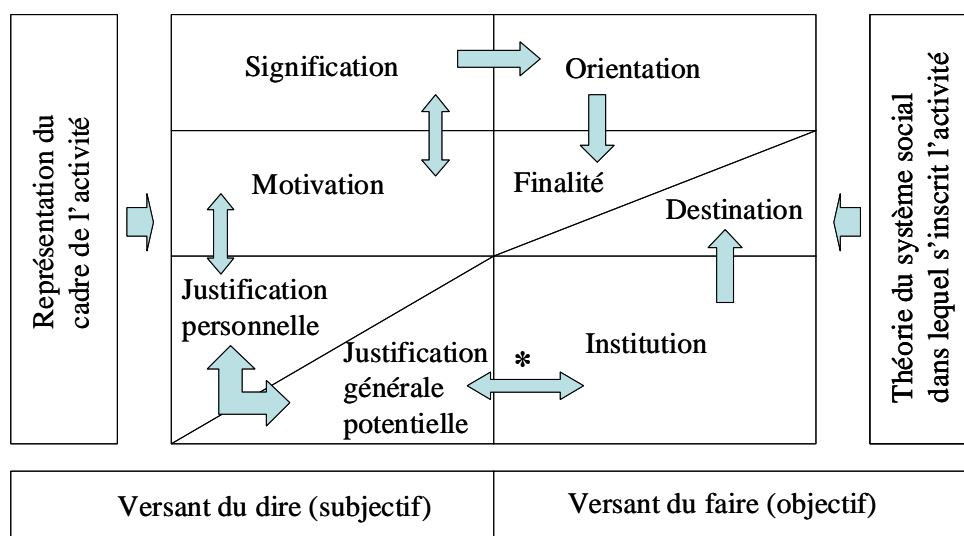 Représentation du
cadre de l’activité
Signification
Orientation
Motivation
Finalité
Destination
Justification
personnelle
Justification
générale
potentielle
*
Institution
Théorie du système social
dans lequel s’inscrit l’activité
Versant du dire (subjectif)
Versant du faire (objectif)